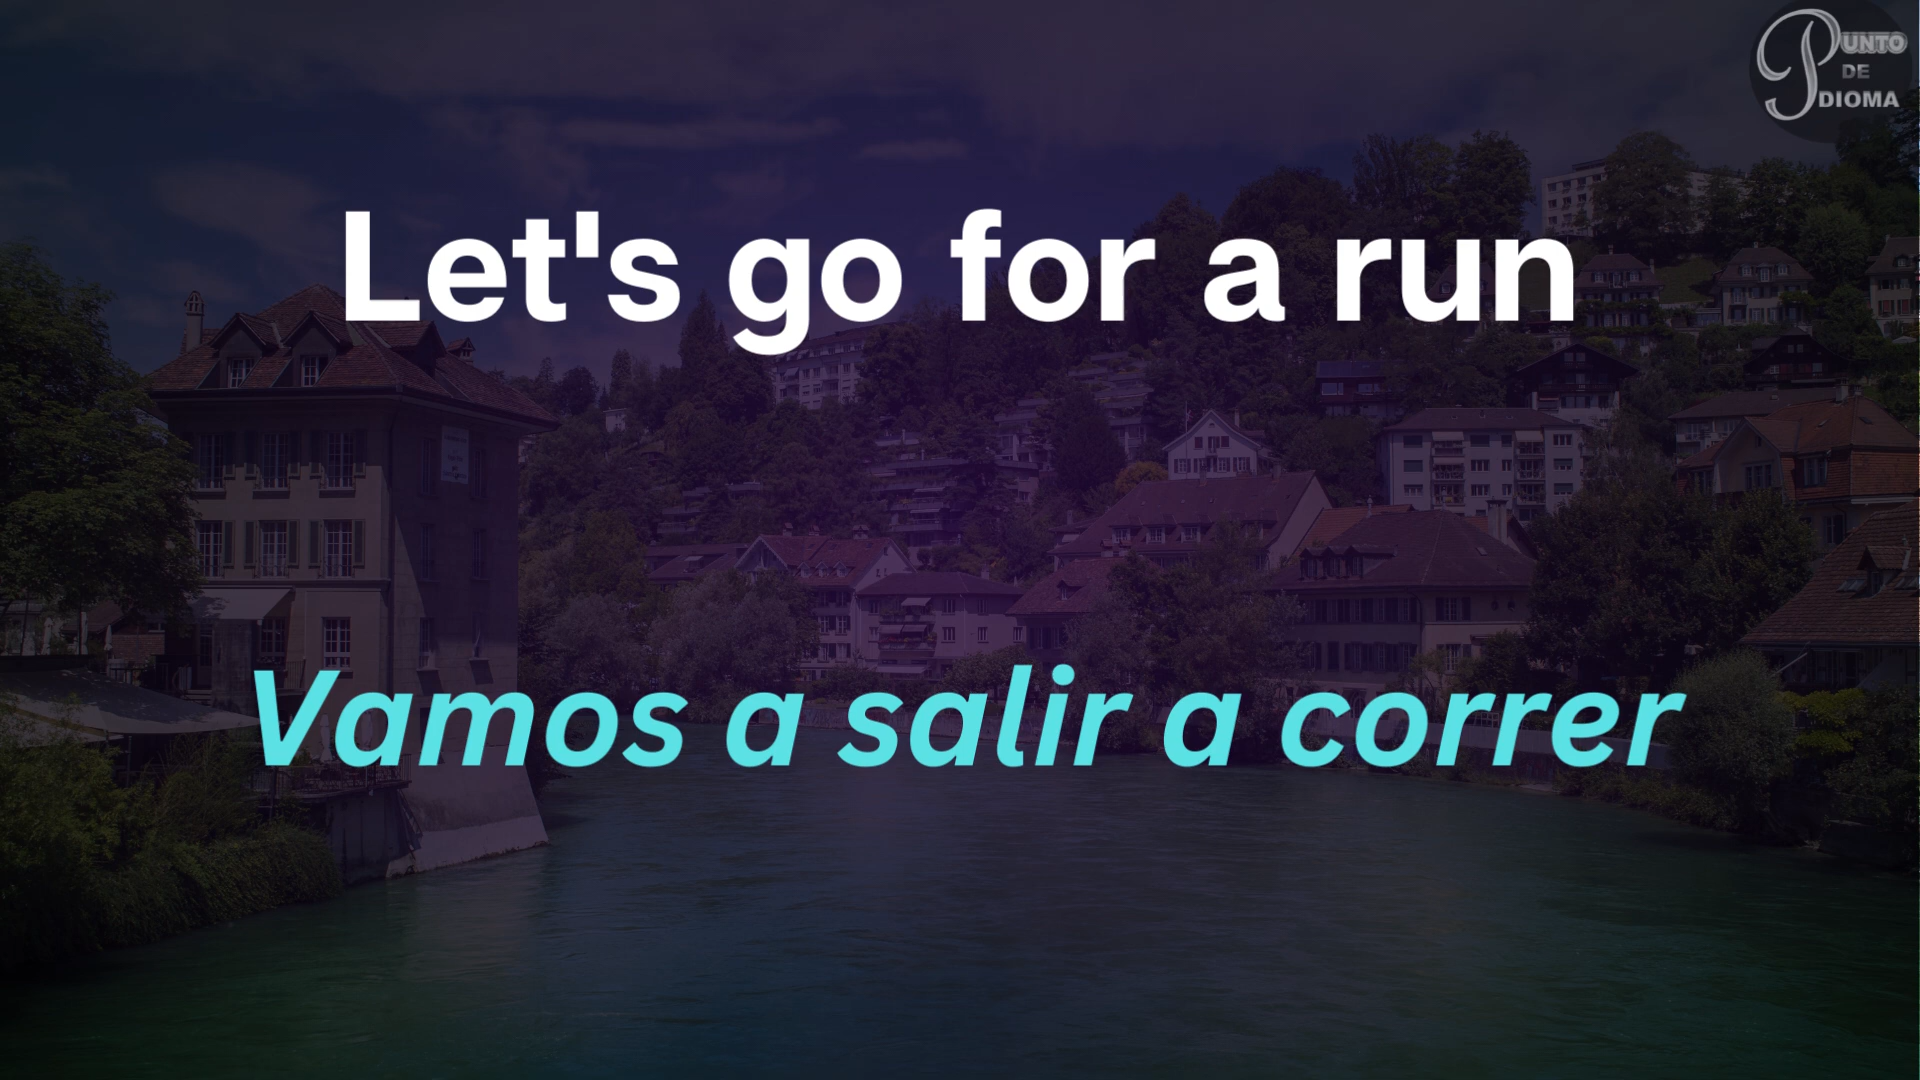 PUNTO
DE
IDIOMA
Let's go for a run
Vamos a salir a correr